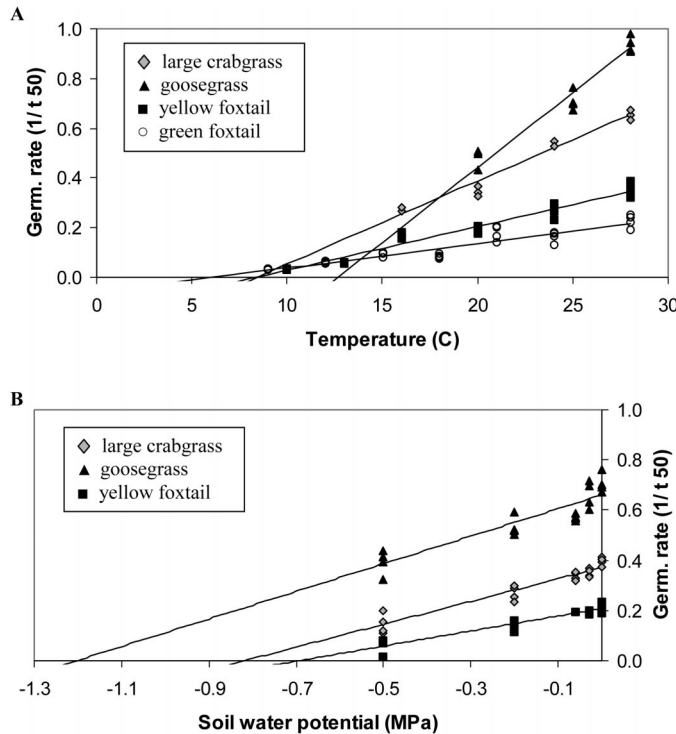 A
large crabgrass
goosegrass
yellow foxtail
green foxtail
Germ. rate (1/ t 50)
1.0
0.8
0.6
0.4
0.2
0.0
0 5 10 15 20 25 30
Temperature (C)
B
large crabgrass
goosegrass
yellow foxtail
1.0
0.8
0.6
0.4
0.2
0.0
Germ. rate (1/ t 50)
-1.3 -1.1 -0.9 -0.7 -0.5 -0.3 -0.1
Soil water potential (MPa)